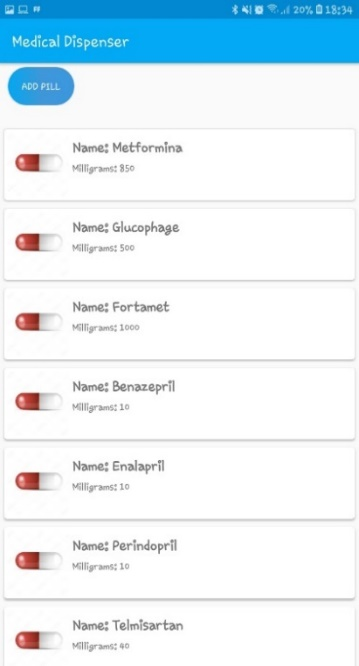 20% 18:34
Medical Dispenser
ADD PILL
Name: Metformina
Milligrams: 850
Name: Glucophage
Milligrams: 500
Name: Fortamet
Milligrams: 1000
Name: Benazepril
Milligrams: 10
Name: Enalapril
Milligrams: 10
Name: Perindopril
Milligrams: 10
Name: Telmisartan
Milligrams: 40